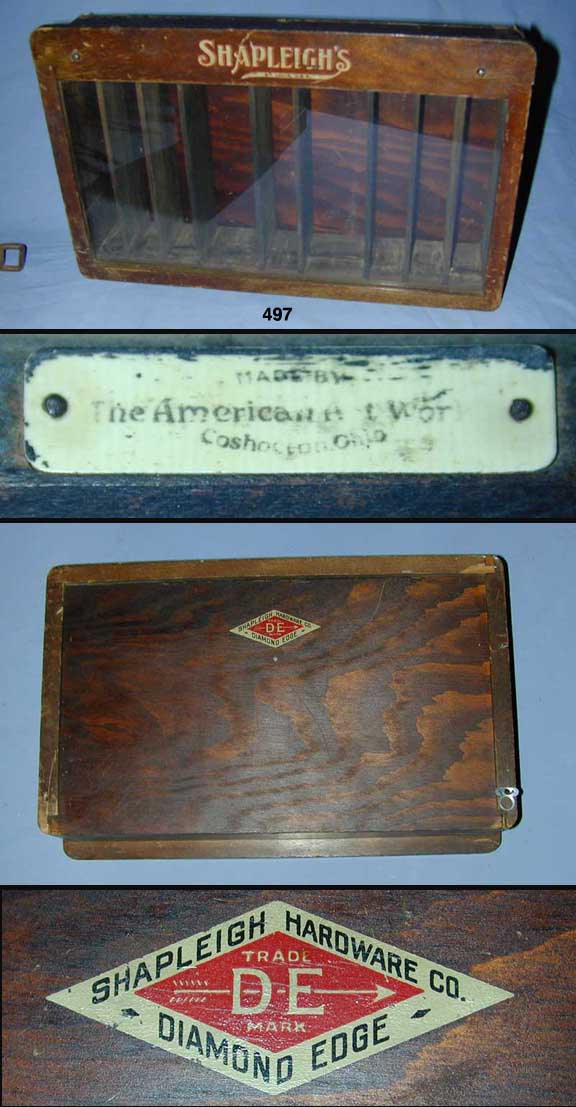 SHAPLEIGH'S
497
MADE BY
The American
Coshocton, Ohio
SHAPLEIGH HARDWARE CO.
D-E
DIAMOND EDGE
SHAPLEIGH HARDWARE CO.
TRADE
D-E
MARK
DIAMOND EDGE